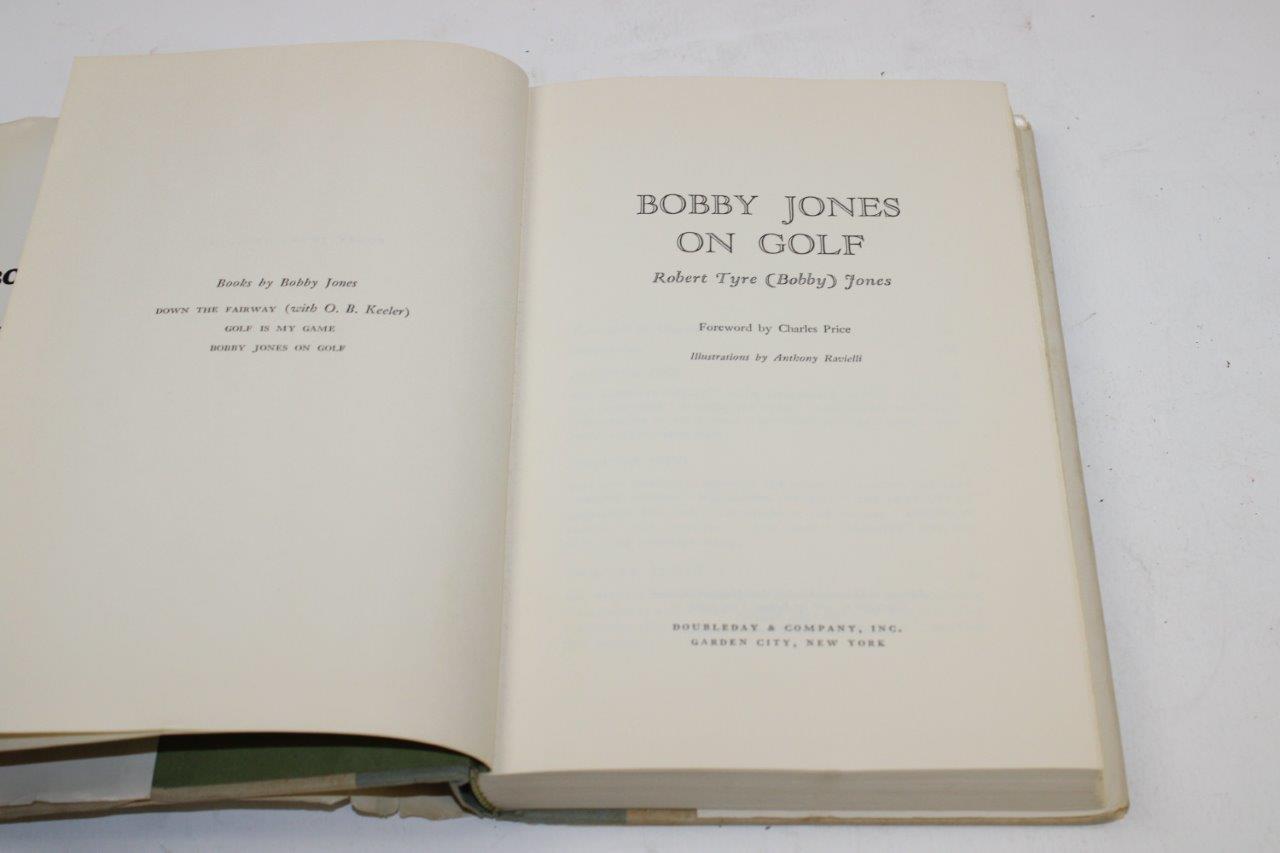 Books by Bobby Jones
DOWN THE FAIRWAY (with O. B. Keeler)
GOLF IS MY GAME
BOBBY JONES ON GOLF
BOBBY JONES
ON GOLF
Robert Tyre (Bobby) Jones
Foreword by Charles Price
Illustrations by Anthony Ravielli
DOUBLEDAY & COMPANY, INC.
GARDEN CITY, NEW YORK